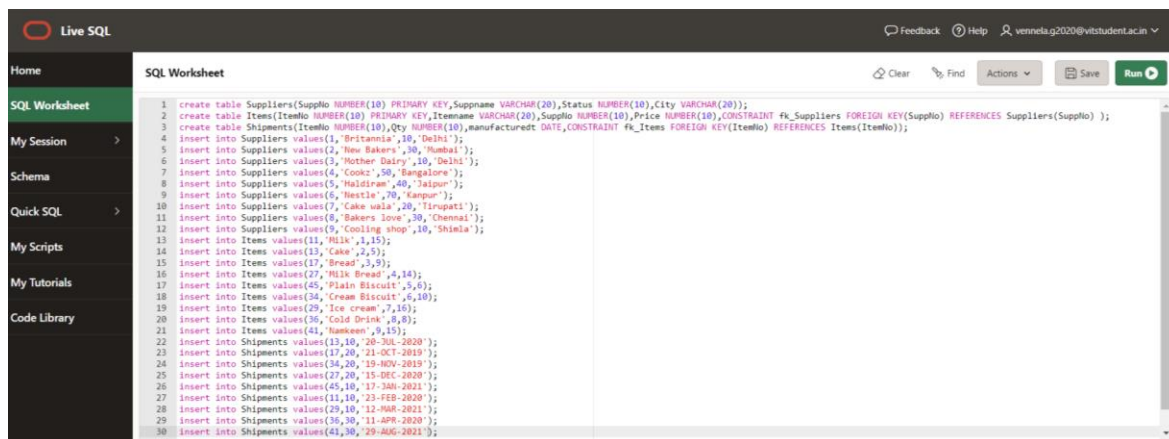 Live SQL
Feedback Help vennela.g2020@vitstudent.ac.in
Home
SQL Worksheet
My Session
Schema
Quick SQL
My Scripts
My Tutorials
Code Library
SQL Worksheet
Clear Find Actions Save Run
1 create table Suppliers(SuppNo NUMBER(10) PRIMARY KEY,Suppname VARCHAR(20),Status NUMBER(10),City VARCHAR(20));
2 create table Items(ItemNo NUMBER(10) PRIMARY KEY,Itemname VARCHAR(20),SuppNo NUMBER(10),Price NUMBER(10),CONSTRAINT fk_Suppliers FOREIGN KEY(SuppNo) REFERENCES Suppliers(SuppNo) );
3 create table Shipments(ItemNo NUMBER(10),Qty NUMBER(10),manufacturedt DATE,CONSTRAINT fk_Items FOREIGN KEY(ItemNo) REFERENCES Items(ItemNo));
4 insert into Suppliers values(1,'Britannia',10,'Delhi');
5 insert into Suppliers values(2,'New Bakers',30,'Mumbai');
6 insert into Suppliers values(3,'Mother Dairy',10,'Delhi');
7 insert into Suppliers values(4,'Cookz',50,'Bangalore');
8 insert into Suppliers values(5,'Haldiram',40,'Jaipur');
9 insert into Suppliers values(6,'Nestle',70,'Kanpur');
10 insert into Suppliers values(7,'Cake wala',20,'Tirupati');
11 insert into Suppliers values(8,'Bakers love',30,'Chennai');
12 insert into Suppliers values(9,'Cooling shop',10,'Shimla');
13 insert into Items values(11,'Milk',1,15);
14 insert into Items values(13,'Cake',2,5);
15 insert into Items values(17,'Bread',3,9);
16 insert into Items values(27,'Milk Bread',4,14);
17 insert into Items values(45,'Plain Biscuit',5,6);
18 insert into Items values(34,'Cream Biscuit',6,10);
19 insert into Items values(29,'Ice cream',7,16);
20 insert into Items values(36,'Cold Drink',8,8);
21 insert into Items values(41,'Namkeen',9,15);
22 insert into Shipments values(13,10,'20-JUL-2020');
23 insert into Shipments values(17,20,'21-OCT-2019');
24 insert into Shipments values(34,20,'19-NOV-2019');
25 insert into Shipments values(27,20,'15-DEC-2020');
26 insert into Shipments values(45,10,'17-JAN-2021');
27 insert into Shipments values(11,10,'23-FEB-2020');
28 insert into Shipments values(29,10,'12-MAR-2021');
29 insert into Shipments values(36,30,'11-APR-2020');
30 insert into Shipments values(41,30,'29-AUG-2021');